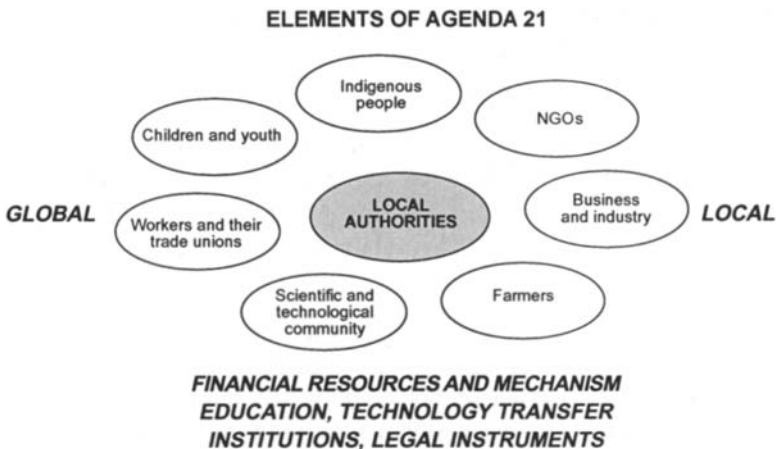 ELEMENTS OF AGENDA 21
Indigenous
people
NGOs
Children and youth
GLOBAL
Workers and their
trade unions
LOCAL
AUTHORITIES
Business
and industry
LOCAL
Scientific and
technological
community
Farmers
FINANCIAL RESOURCES AND MECHANISM
EDUCATION, TECHNOLOGY TRANSFER
INSTITUTIONS, LEGAL INSTRUMENTS